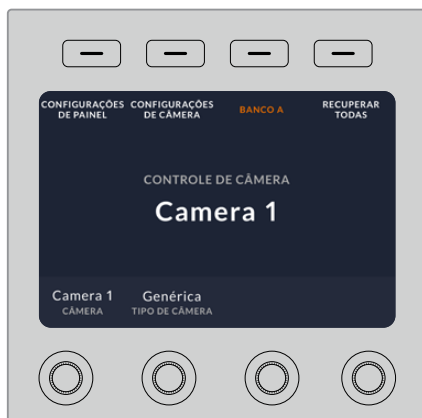 CONFIGURAÇÕES DE PAINEL
CONFIGURAÇÕES DE CÂMERA
BANCO A
RECUPERAR TODAS
CONTROLE DE CÂMERA
Camera 1
Camera 1
CÂMERA
Genérica
TIPO DE CÂMERA